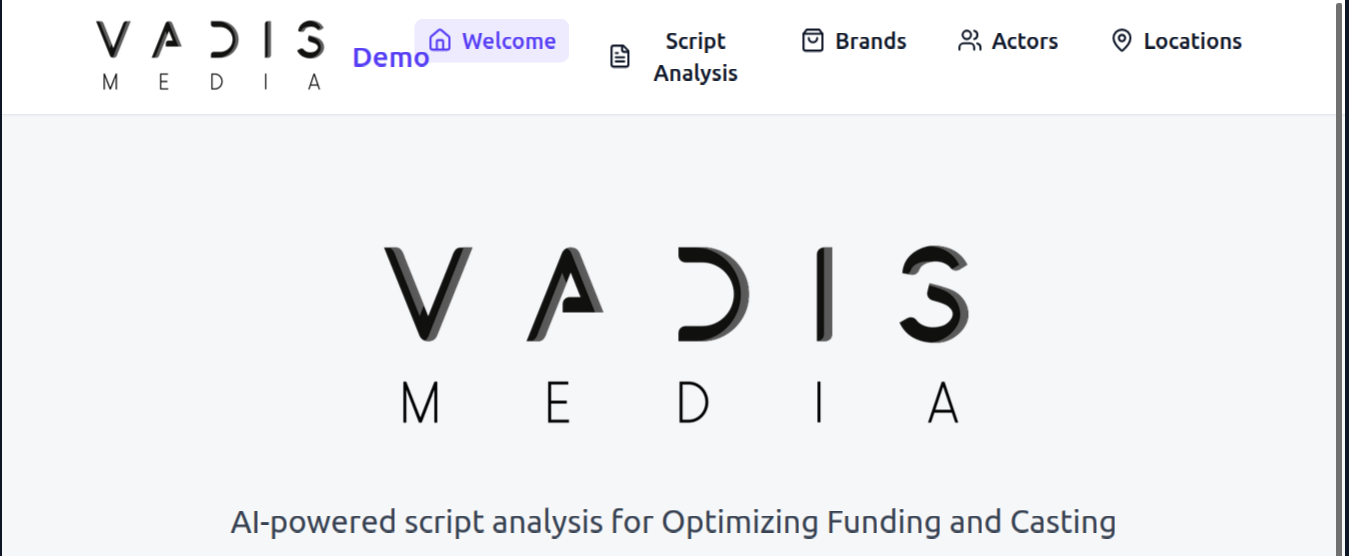 VADIS
MEDIA
Demo
Welcome
Script
Analysis
Brands
Actors
Locations
VADIS
MEDIA
AI-powered script analysis for Optimizing Funding and Casting